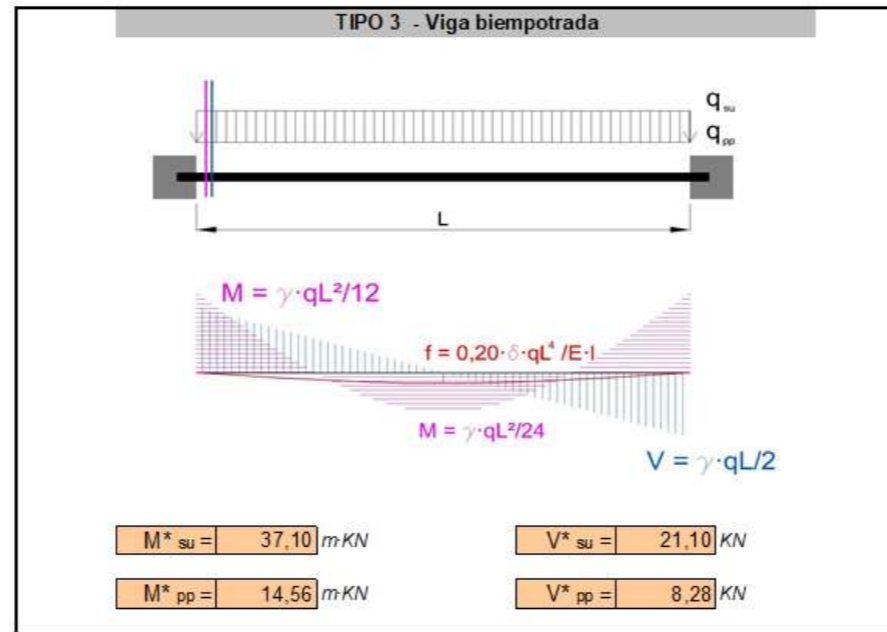 TIPO 3 - Viga biempotrada
q su
q pp
L
M = γ·qL²/12
f = 0,20·δ·qL⁴ /E·I
M = γ·qL²/24
V = γ·qL/2
M* su = 37,10 m·KN
V* su = 21,10 KN
M* pp = 14,56 m·KN
V* pp = 8,28 KN